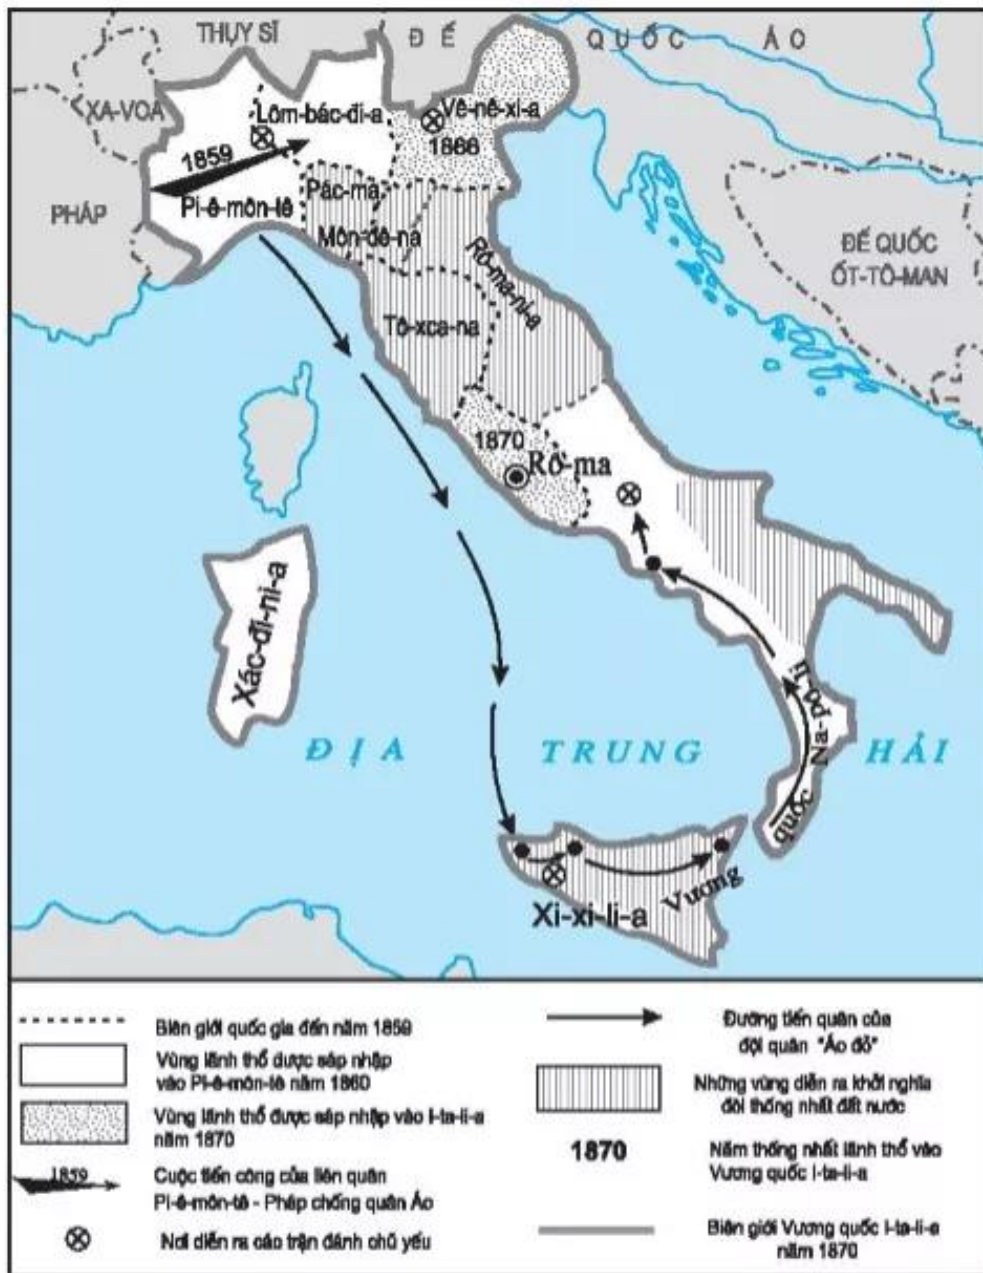 THỤY SĨ
ĐẾ QUỐC ÁO
XA-VOA
Lôm-bác-đi-a
Vê-nê-xi-a
1859
1866
PHÁP
Pi-ê-môn-tê
Pác-ma
Môn-đê-na
Rô-ma-ni-a
ĐẾ QUỐC
ỐT-TÔ-MAN
Tô-xca-na
1870
Rô-ma
Xác-đi-ni-a
ĐỊA TRUNG HẢI
Vương quốc Na-pô-li
Xi-xi-li-a
Biên giới quốc gia đến năm 1859
Vùng lãnh thổ được sáp nhập
vào Pi-ê-môn-tê năm 1860
Vùng lãnh thổ được sáp nhập vào I-ta-li-a
năm 1870
1859
Cuộc tiến công của liên quân
Pi-ê-môn-tê - Pháp chống quân Áo
Nơi diễn ra các trận đánh chủ yếu
Đường tiến quân của
đội quân "Áo đỏ"
Những vùng diễn ra khởi nghĩa
đòi thống nhất đất nước
1870
Năm thống nhất lãnh thổ vào
Vương quốc I-ta-li-a
Biên giới Vương quốc I-ta-li-a
năm 1870